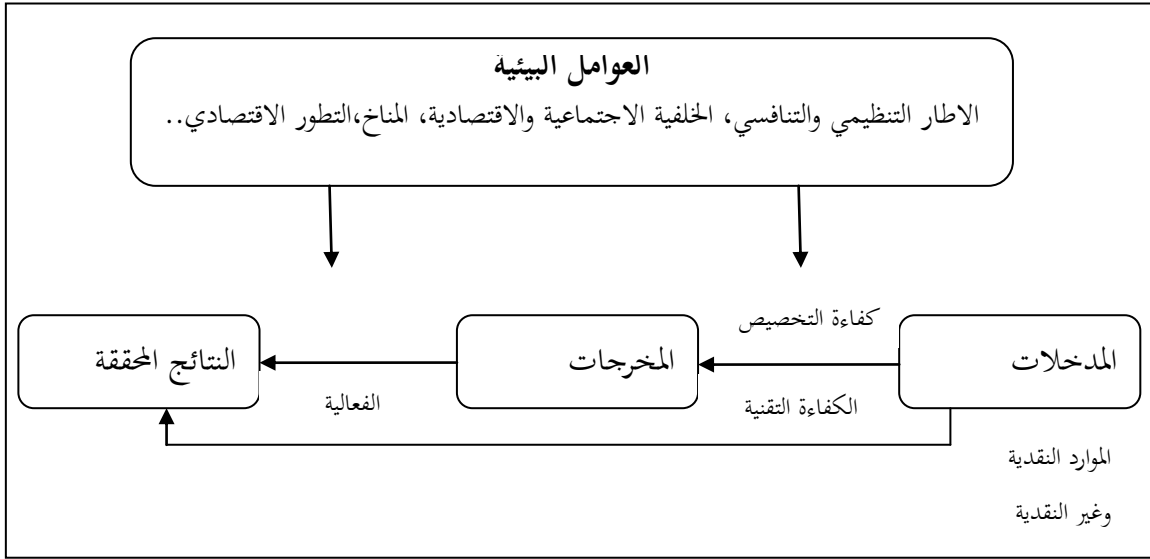 العوامل البيئية
الاطار التنظيمي والتنافسي، الخلفية الاجتماعية والاقتصادية، المناخ،التطور الاقتصادي..
كفاءة التخصيص
المدخلات
المخرجات
النتائج المحققة
الكفاءة التقنية
الفعالية
الموارد النقدية
وغير النقدية